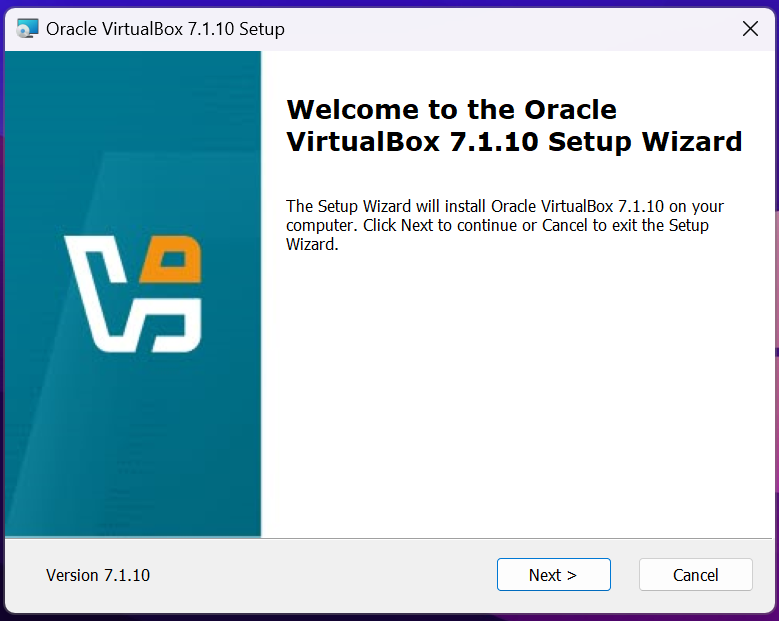 Oracle VirtualBox 7.1.10 Setup
Welcome to the Oracle
VirtualBox 7.1.10 Setup Wizard
The Setup Wizard will install Oracle VirtualBox 7.1.10 on your
computer. Click Next to continue or Cancel to exit the Setup
Wizard.
Version 7.1.10
Next >
Cancel